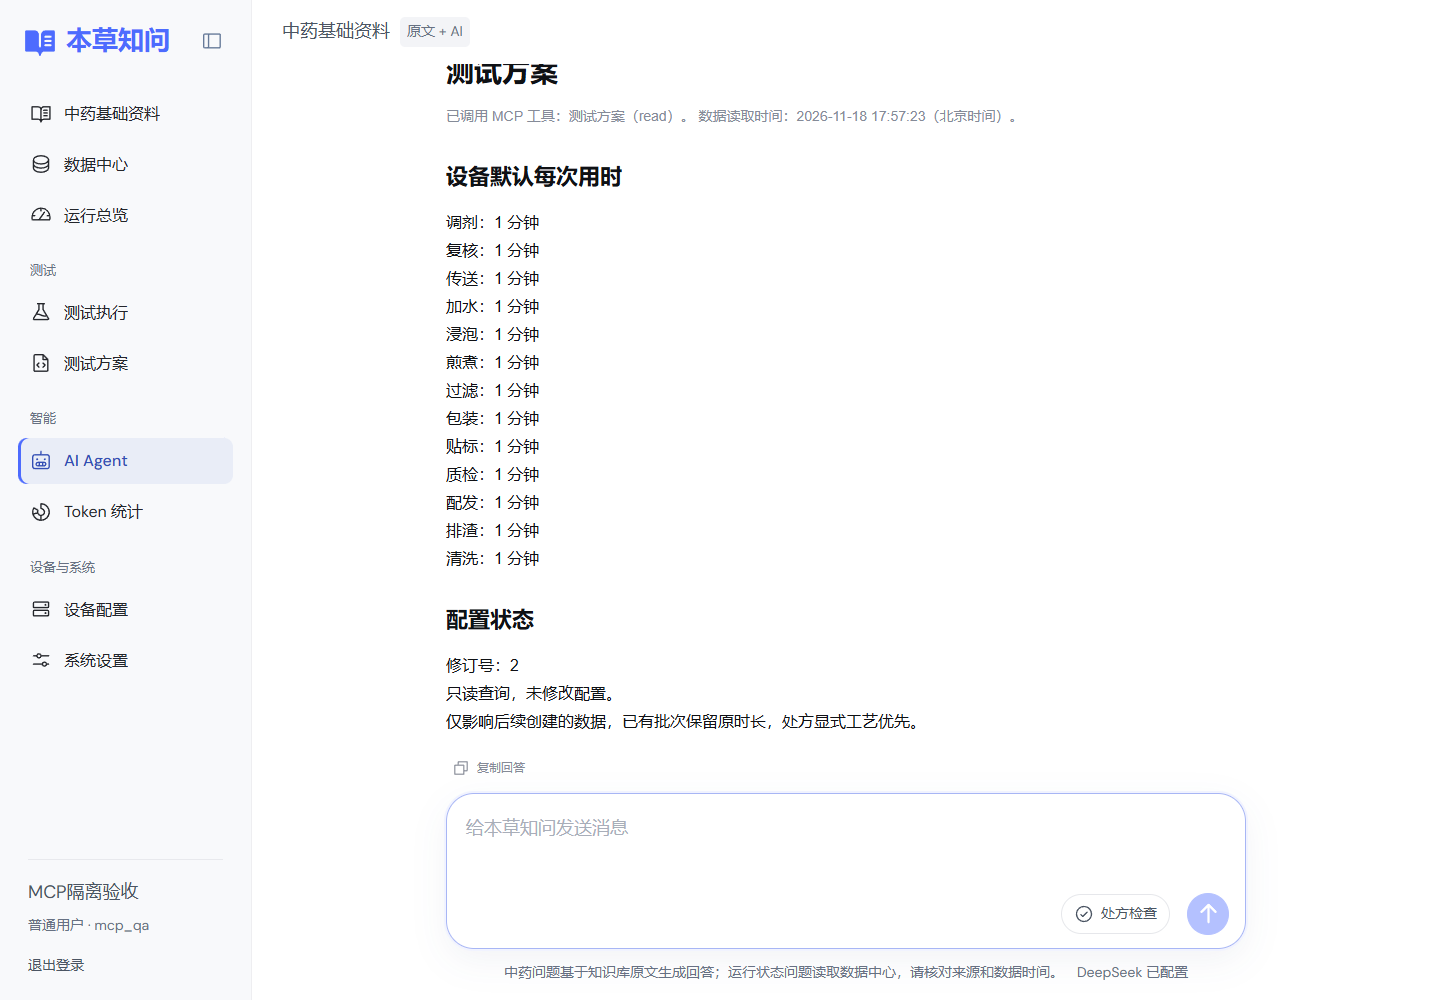 本草知问
中药基础资料
数据中心
运行总览
测试
测试执行
测试方案
智能
AI Agent
Token 统计
设备与系统
设备配置
系统设置
MCP隔离验收
普通用户 · mcp_qa
退出登录
中药基础资料 原文 + AI
测试方案
已调用 MCP 工具：测试方案（read）。 数据读取时间：2026-11-18 17:57:23（北京时间）。
设备默认每次用时
调剂：1 分钟
复核：1 分钟
传送：1 分钟
加水：1 分钟
浸泡：1 分钟
煎煮：1 分钟
过滤：1 分钟
包装：1 分钟
贴标：1 分钟
质检：1 分钟
配发：1 分钟
排渣：1 分钟
清洗：1 分钟
配置状态
修订号：2
只读查询，未修改配置。
仅影响后续创建的数据，已有批次保留原时长，处方显式工艺优先。
复制回答
给本草知问发送消息
处方检查
中药问题基于知识库原文生成回答；运行状态问题读取数据中心，请核对来源和数据时间。 DeepSeek 已配置